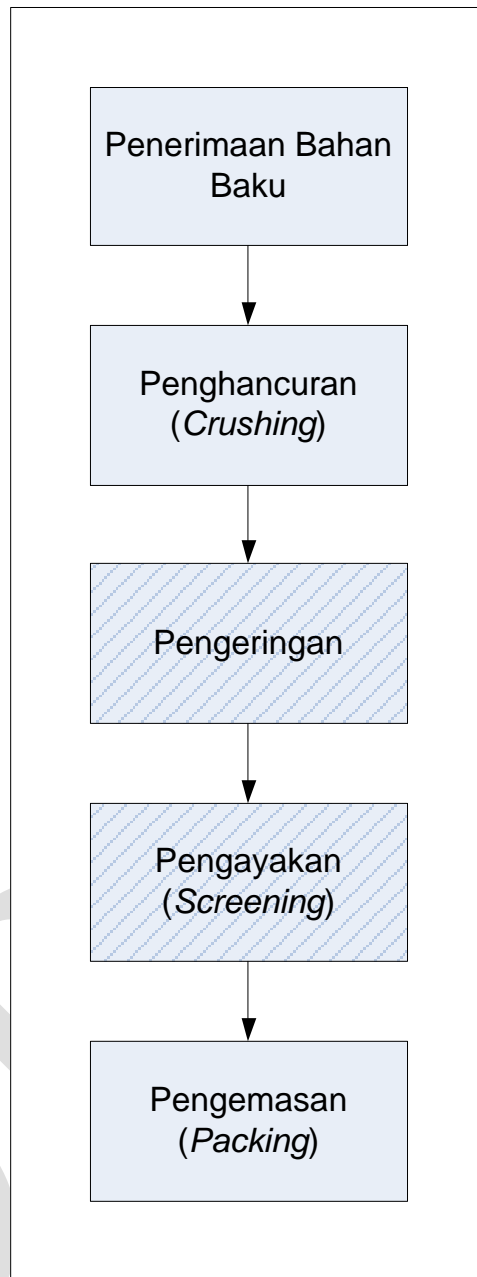 Penerimaan Bahan
Baku
Penghancuran
(Crushing)
Pengeringan
Pengayakan
(Screening)
Pengemasan
(Packing)